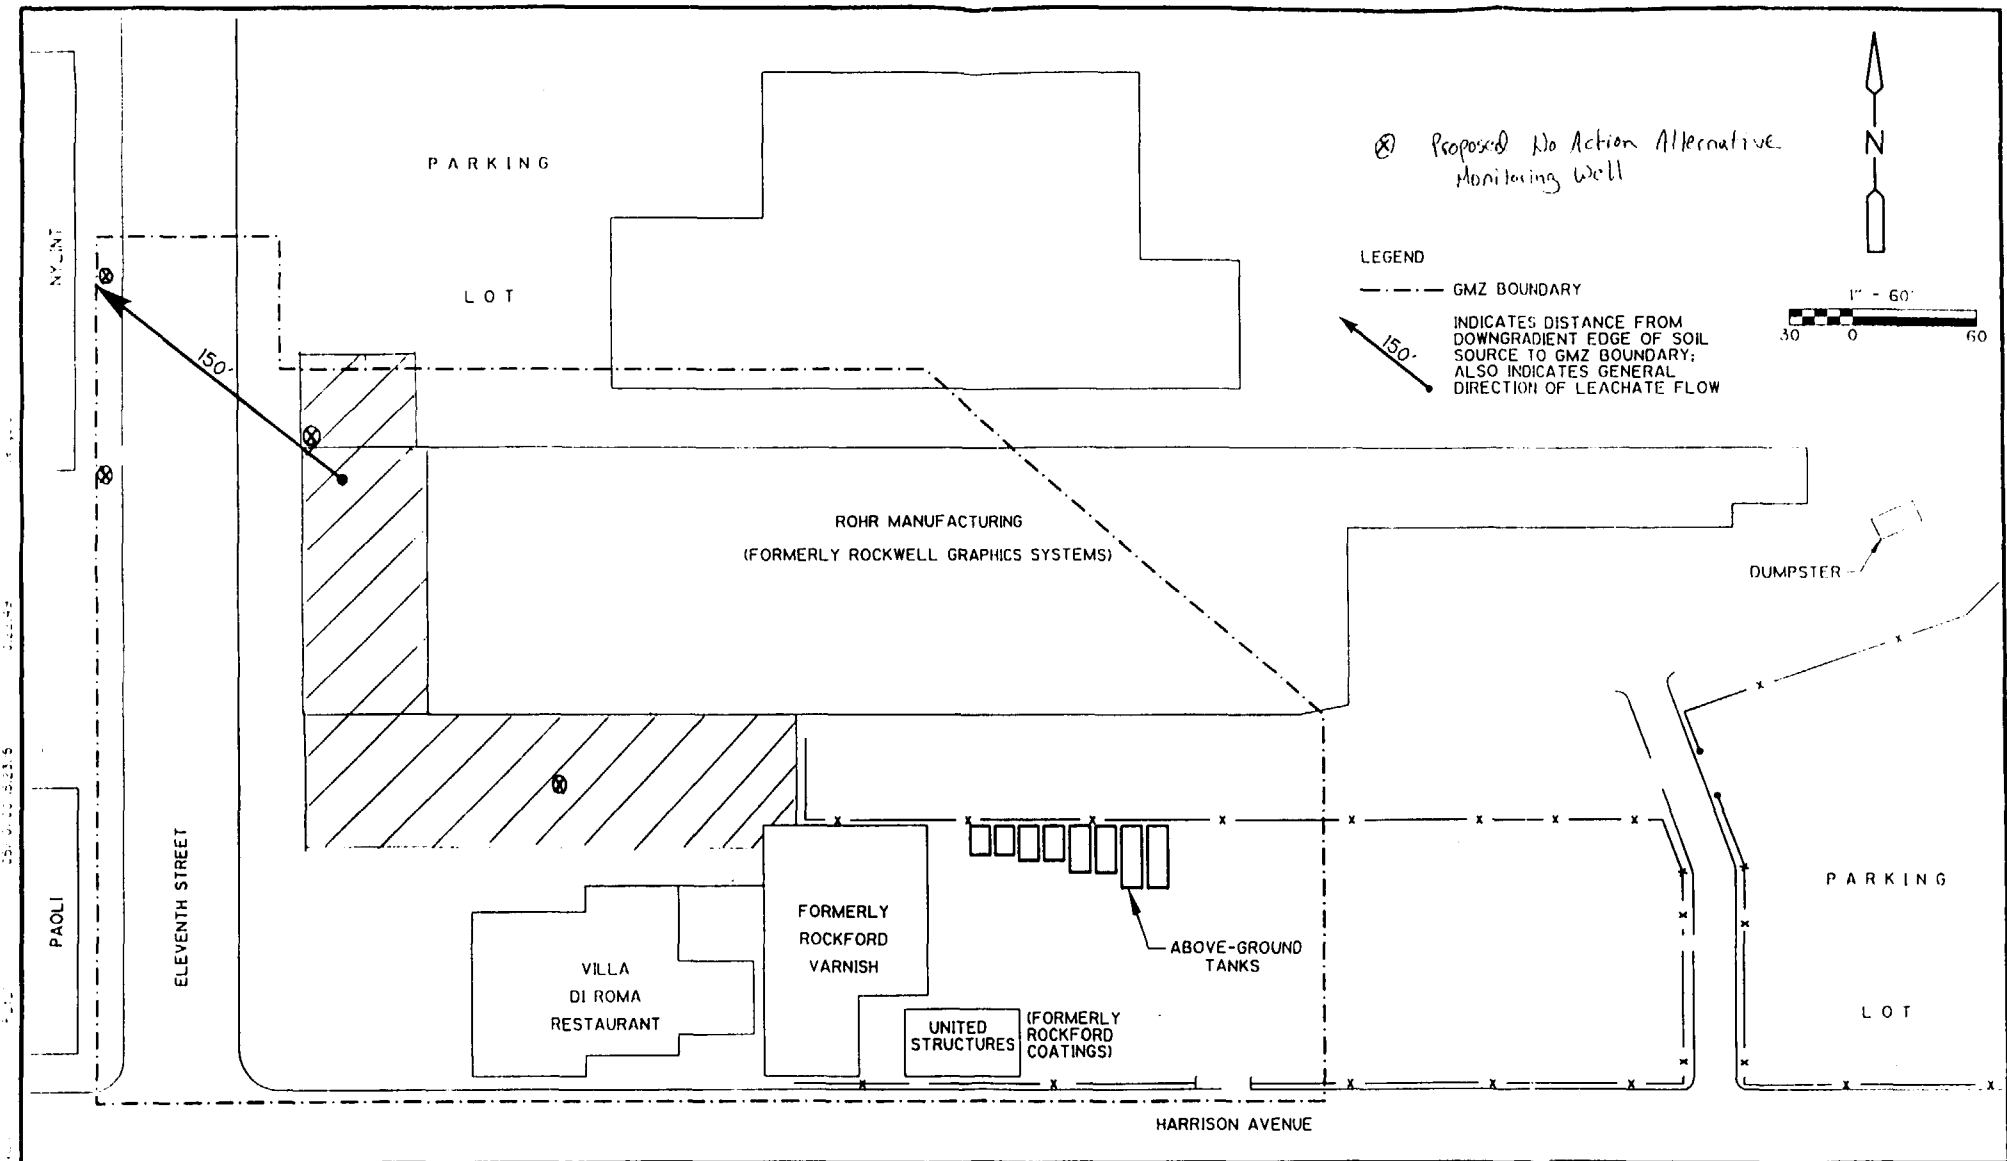 PARKING
LOT
⊗ Proposed No Action Alternative
Monitoring Well
N
LEGEND
GMZ BOUNDARY
150'
INDICATES DISTANCE FROM
DOWNGRADIENT EDGE OF SOIL
SOURCE TO GMZ BOUNDARY;
ALSO INDICATES GENERAL
DIRECTION OF LEACHATE FLOW
1" - 60'
30 0 60
NYLINT
150'
ROHR MANUFACTURING
(FORMERLY ROCKWELL GRAPHICS SYSTEMS)
DUMPSTER
PAOLI
ELEVENTH STREET
VILLA
DI ROMA
RESTAURANT
FORMERLY
ROCKFORD
VARNISH
UNITED
STRUCTURES
(FORMERLY
ROCKFORD
COATINGS)
ABOVE-GROUND
TANKS
PARKING
LOT
HARRISON AVENUE